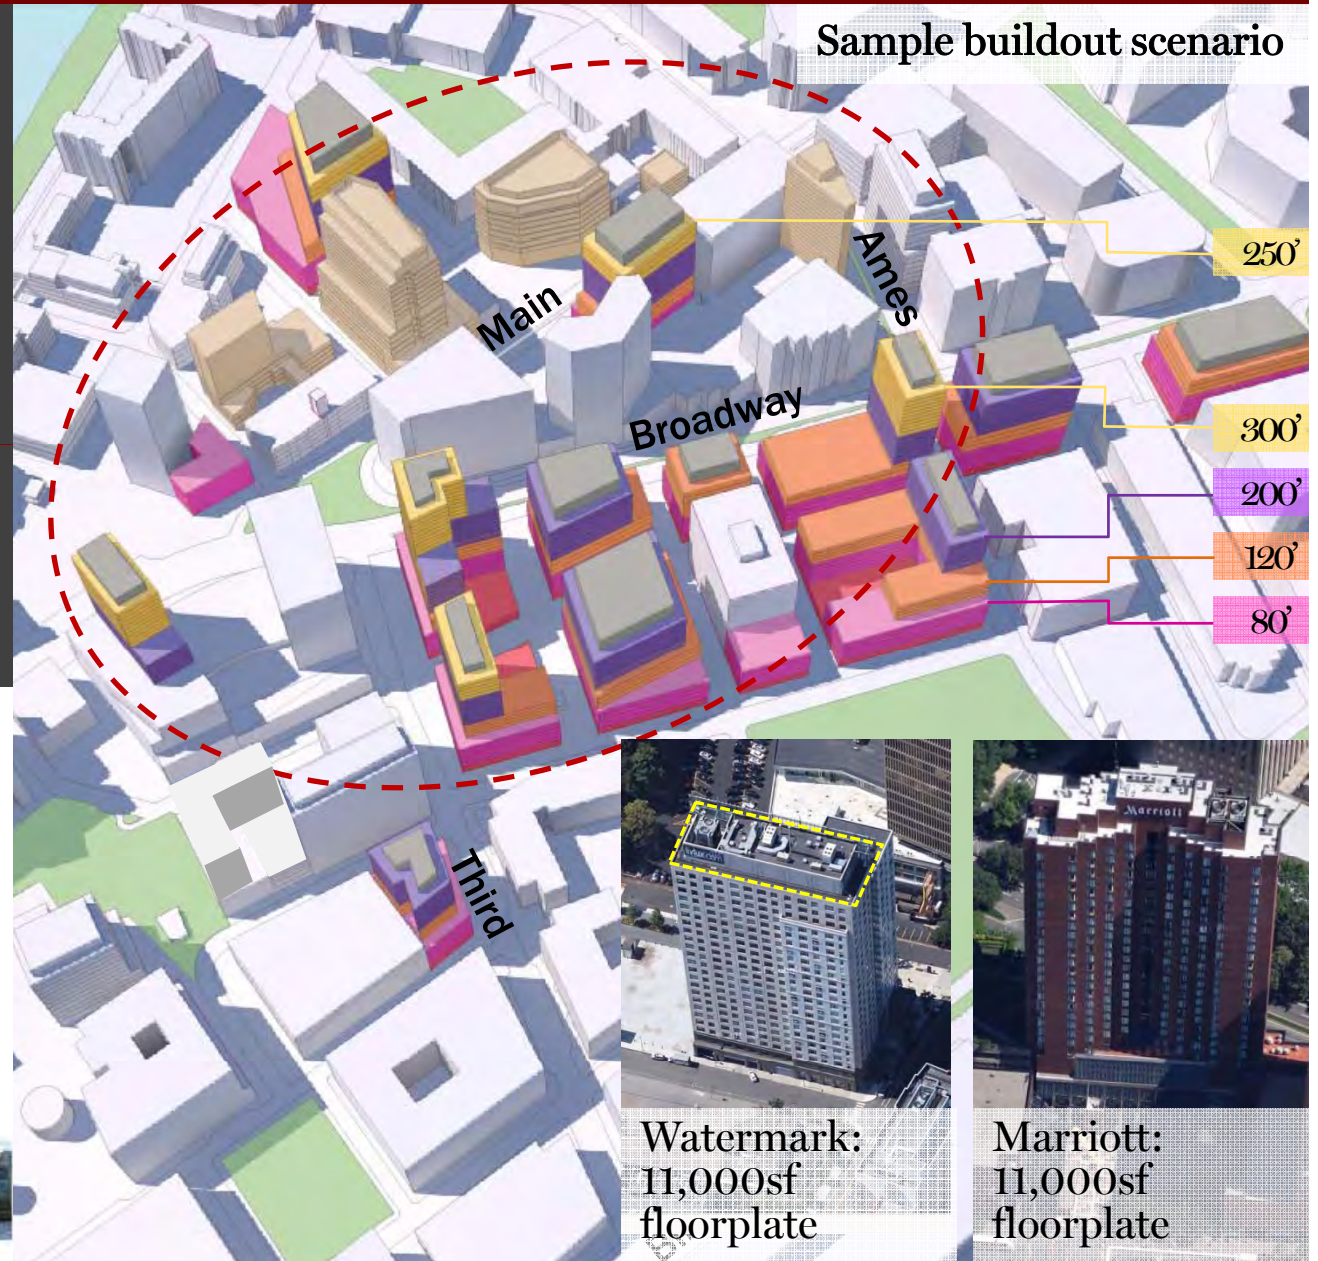 Sample buildout scenario
Main
Ames
Broadway
Third
250’
300’
200’
120’
80’
Marriott
Watermark:
11,000sf
floorplate
Marriott:
11,000sf
floorplate